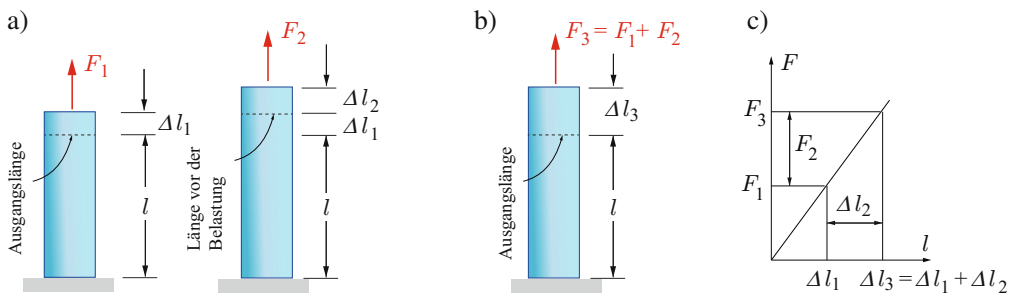 a)
F₁
Δl₁
l
Ausgangslänge
F₂
Δl₂
Δl₁
l
Länge vor der
Belastung
b)
F₃ = F₁ + F₂
Δl₃
l
Ausgangslänge
c)
F
F₃
F₂
F₁
Δl₂
l
Δl₁ Δl₃ = Δl₁ + Δl₂